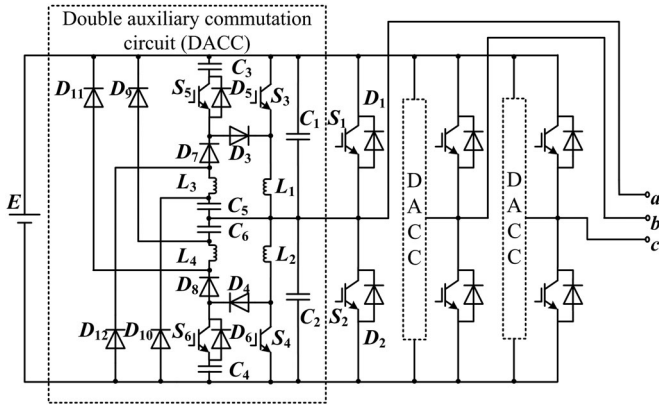 Double auxiliary commutation
circuit (DACC)
C3
D11
D9
S5
D5
S3
D1
S1
C1
D3
D7
L3
L1
D
A
C
C
D
A
C
C
a
b
c
E
C5
C6
L4
L2
D4
D8
C2
S2
D12
D10
S6
D6
S4
D2
C4